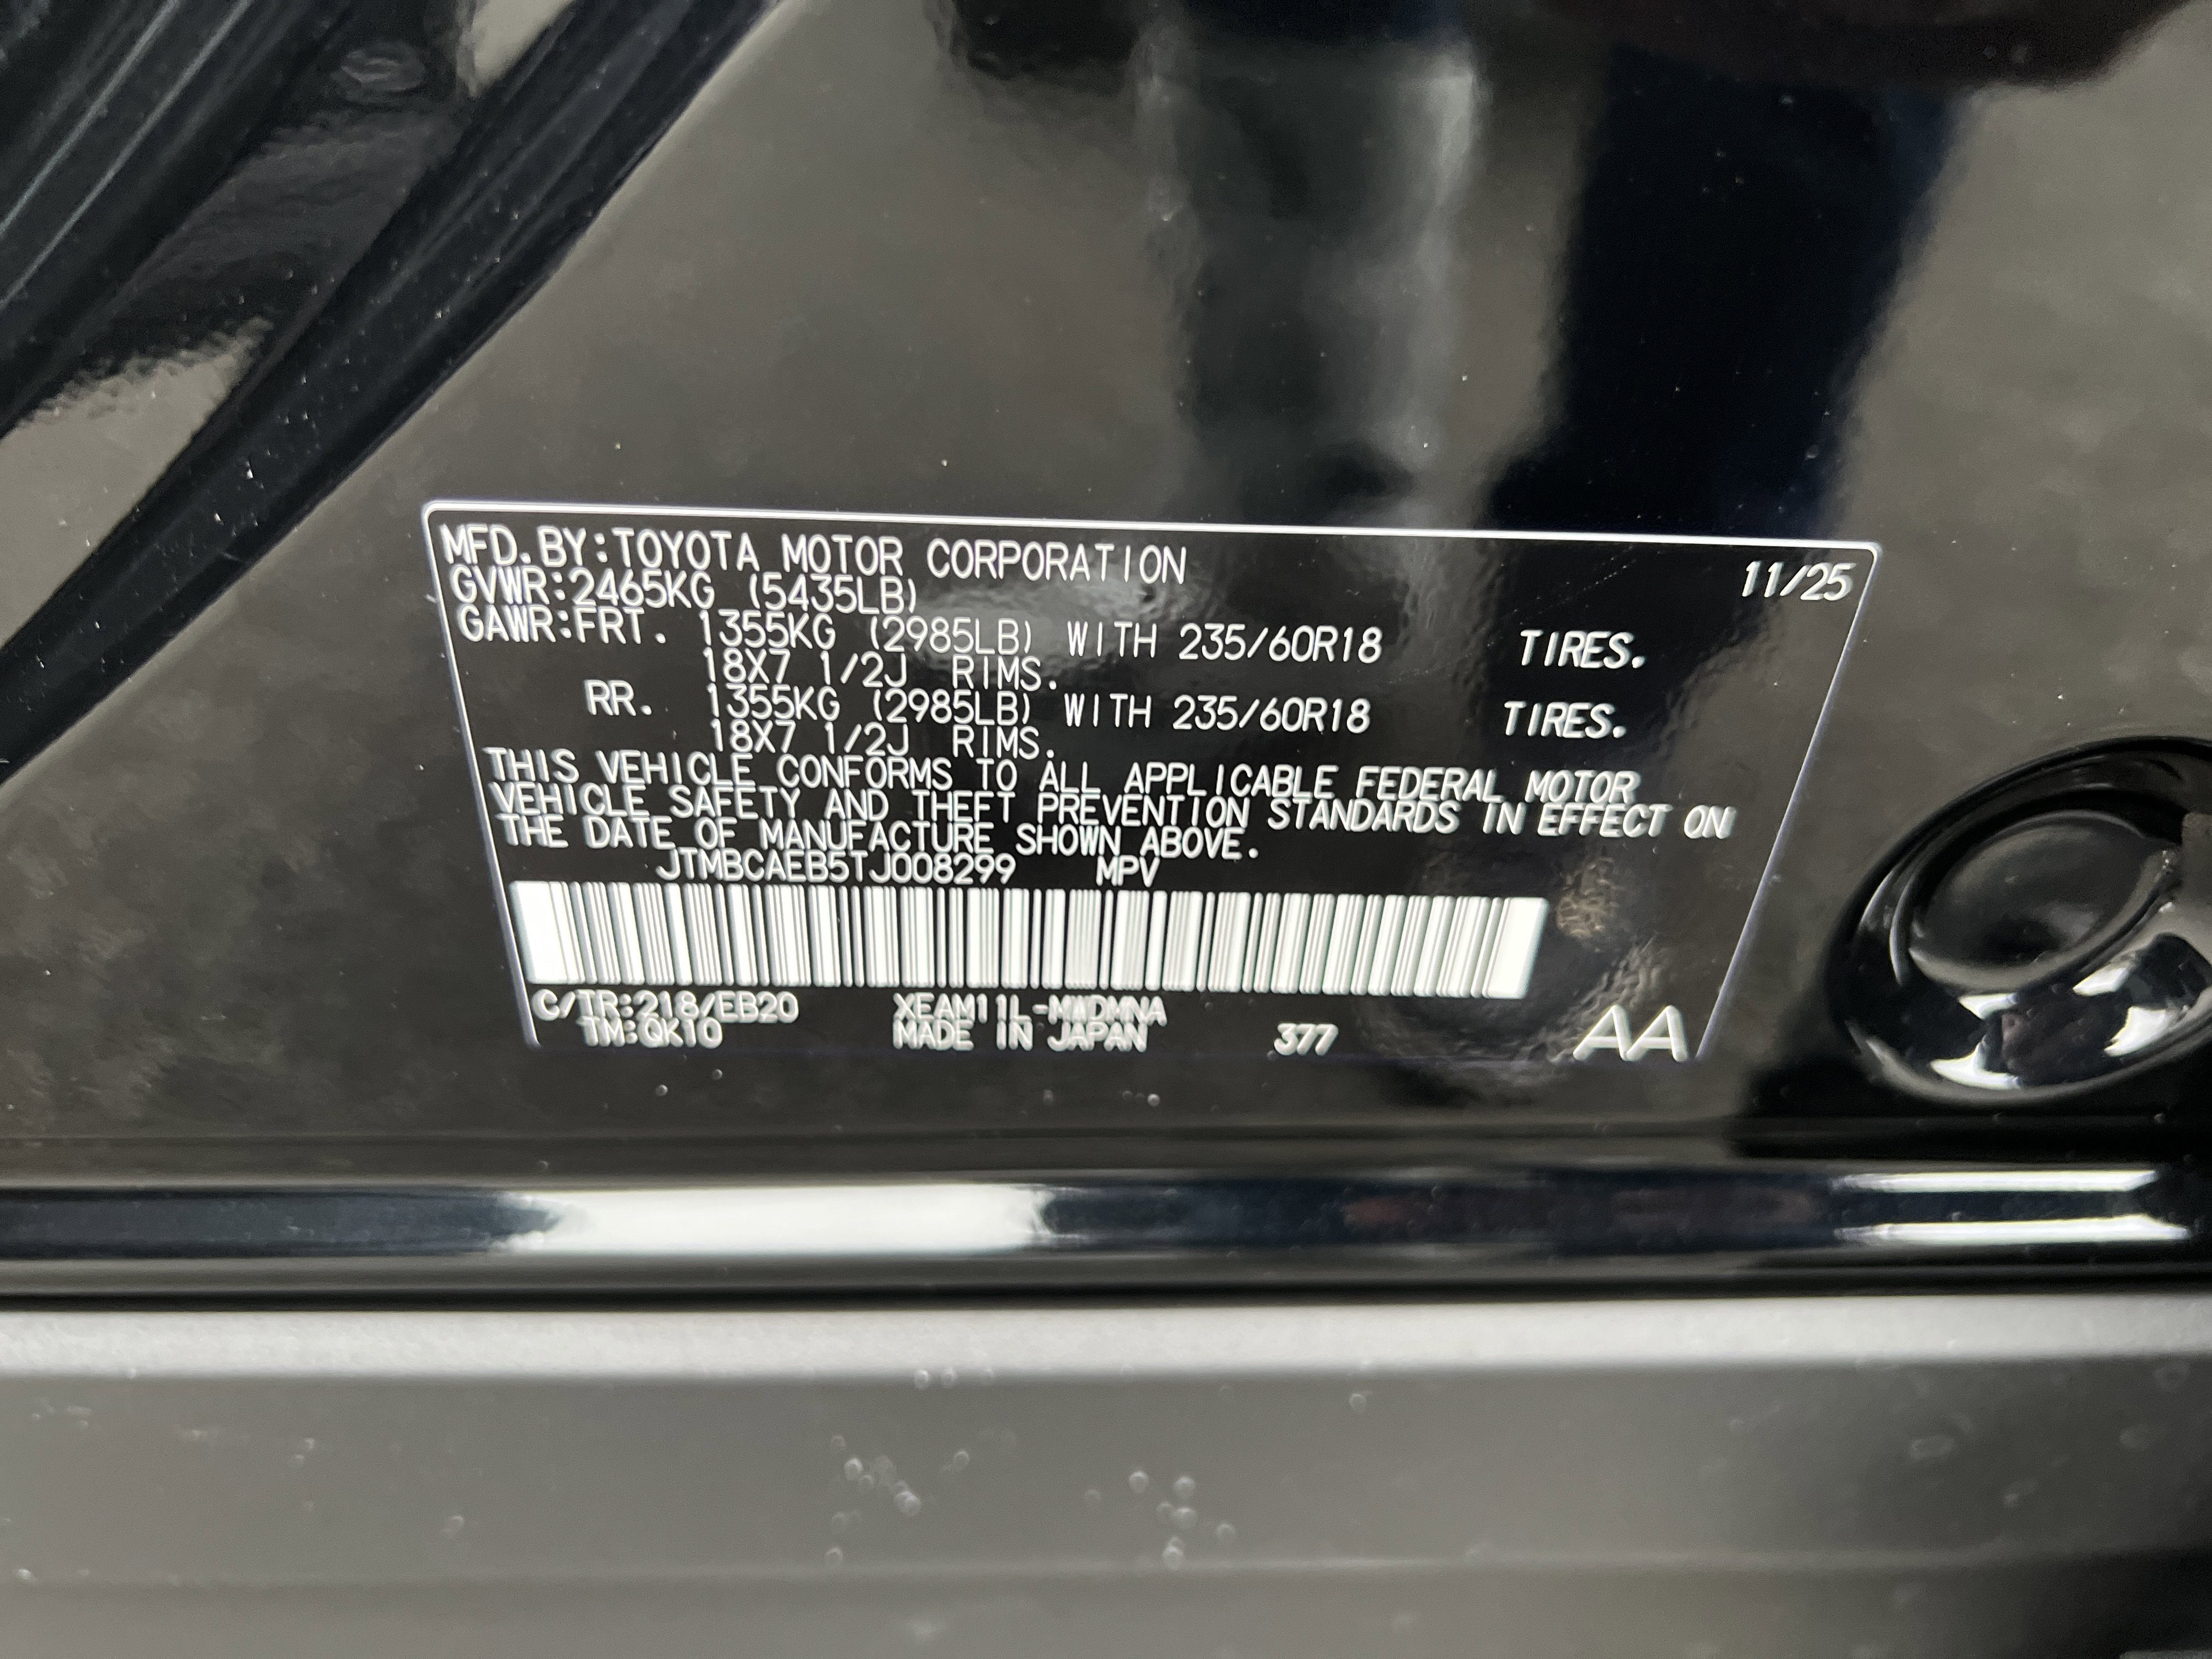 MFD.BY:TOYOTA MOTOR CORPORATION 11/25
GVWR:2465KG (5435LB)
GAWR:FRT. 1355KG (2985LB) WITH 235/60R18 TIRES.
18X7 1/2J RIMS.
RR. 1355KG (2985LB) WITH 235/60R18 TIRES.
18X7 1/2J RIMS.
THIS VEHICLE CONFORMS TO ALL APPLICABLE FEDERAL MOTOR
VEHICLE SAFETY AND THEFT PREVENTION STANDARDS IN EFFECT ON
THE DATE OF MANUFACTURE SHOWN ABOVE.
JTMBCAEB5TJ008299 MPV
C/TR:218/EB20 XEAM11L-MWDMNA
TM:QK10 MADE IN JAPAN 377 AA